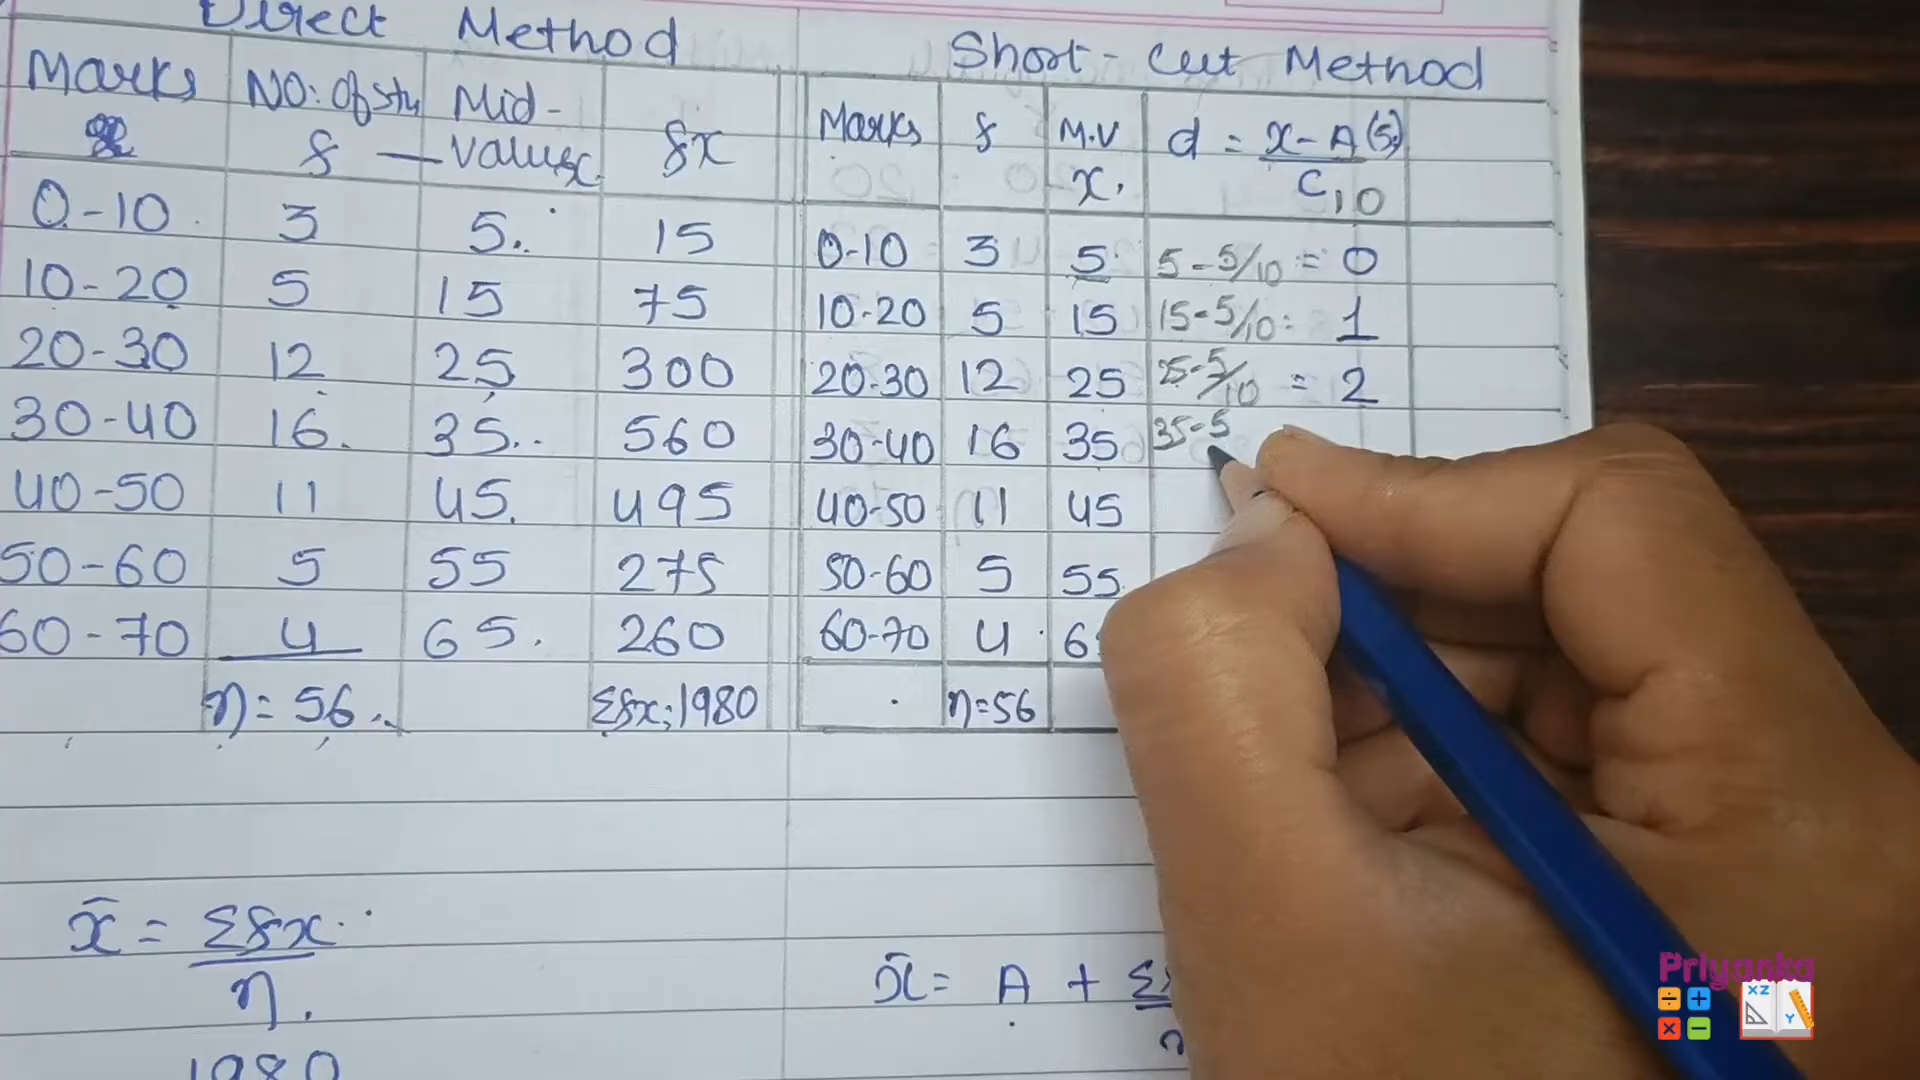 Direct Method
Short-cut Method
Marks | No: Of stu | Mid-values x | fx
f
0-10 | 3 | 5 | 15
10-20 | 5 | 15 | 75
20-30 | 12 | 25 | 300
30-40 | 16 | 35 | 560
40-50 | 11 | 45 | 495
50-60 | 5 | 55 | 275
60-70 | 4 | 65 | 260
n = 56 | Σfx = 1980
Marks | f | M.V x | d = x - A(5) / C, 10
0-10 | 3 | 5 | 5 - 5/10 = 0
10-20 | 5 | 15 | 15 - 5/10 = 1
20-30 | 12 | 25 | 25 - 5/10 = 2
30-40 | 16 | 35 | 35 - 5
40-50 | 11 | 45
50-60 | 5 | 55
60-70 | 4 | 6
n = 56
x̄ = Σfx
n
1980
x̄ = A + Σ
Priyanka
XZ
Y